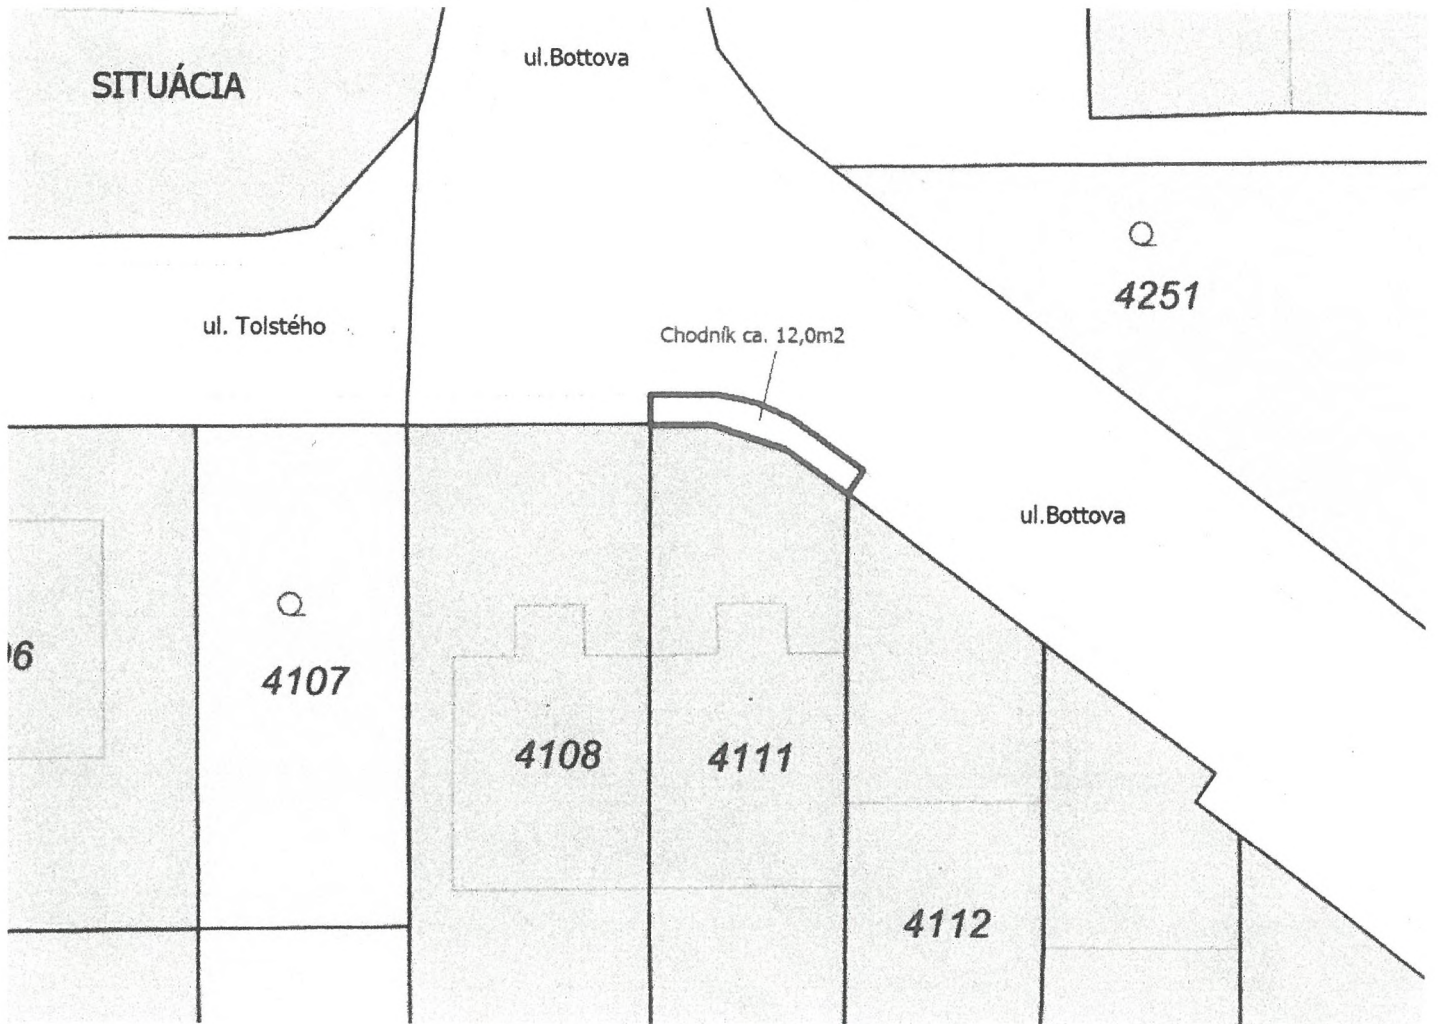 SITUÁCIA
ul.Bottova
4251
ul. Tolstého
Chodník ca. 12,0m2
ul.Bottova
4107
4108
4111
4112